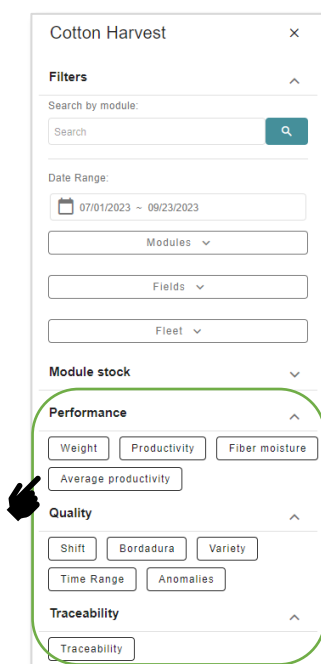 Cotton Harvest ×
Filters
Search by module:
Search
Date Range:
07/01/2023 ~ 09/23/2023
Modules
Fields
Fleet
Module stock
Performance
Weight Productivity Fiber moisture
Average productivity
Quality
Shift Bordadura Variety
Time Range Anomalies
Traceability
Traceability